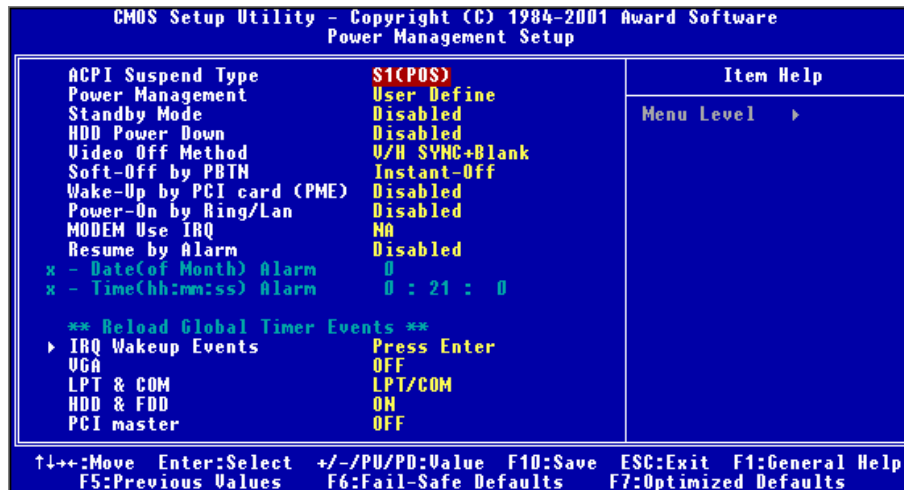 CMOS Setup Utility - Copyright (C) 1984-2001 Award Software
Power Management Setup
ACPI Suspend Type S1(POS)
Power Management User Define
Standby Mode Disabled
HDD Power Down Disabled
Video Off Method V/H SYNC+Blank
Soft-Off by PBTN Instant-Off
Wake-Up by PCI card (PME) Disabled
Power-On by Ring/Lan Disabled
MODEM Use IRQ NA
Resume by Alarm Disabled
x - Date(of Month) Alarm 0
x - Time(hh:mm:ss) Alarm 0 : 21 : 0
** Reload Global Timer Events **
▸ IRQ Wakeup Events Press Enter
VGA OFF
LPT & COM LPT/COM
HDD & FDD ON
PCI master OFF
Item Help
Menu Level ▸
↑↓→←:Move Enter:Select +/-/PU/PD:Value F10:Save ESC:Exit F1:General Help
F5:Previous Values F6:Fail-Safe Defaults F7:Optimized Defaults